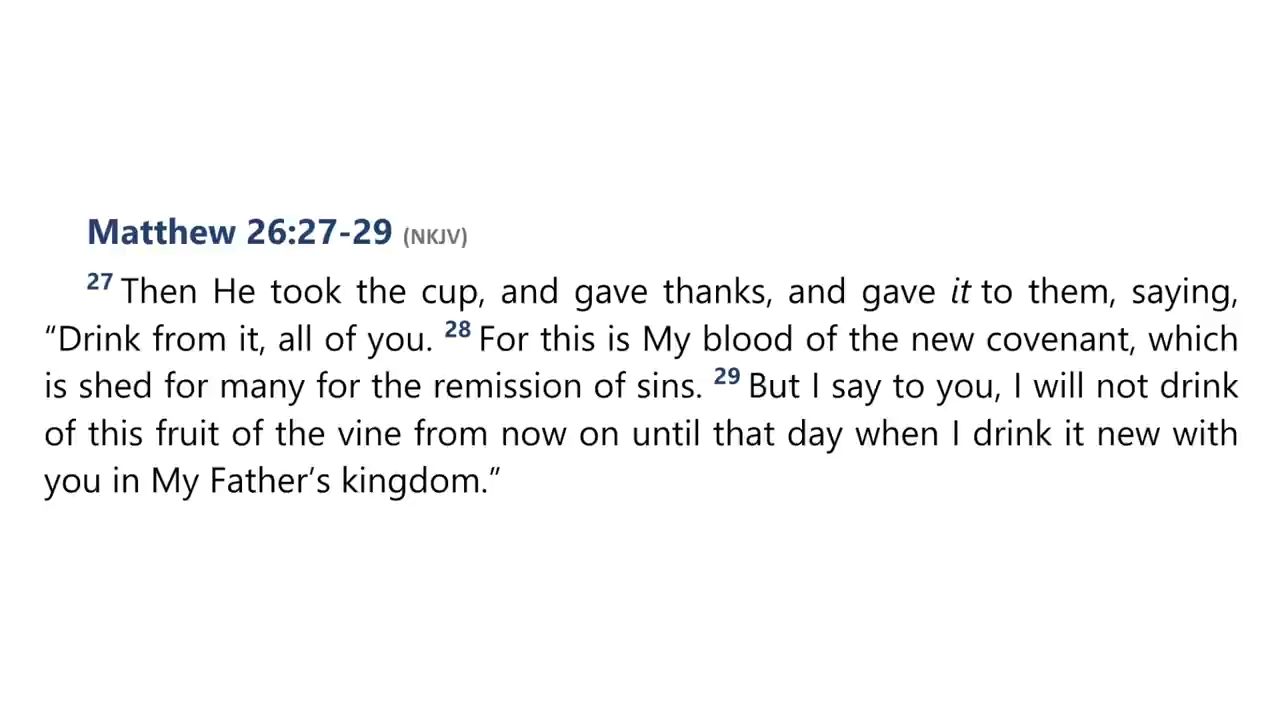 Matthew 26:27-29 (NKJV)
27 Then He took the cup, and gave thanks, and gave it to them, saying,
“Drink from it, all of you. 28 For this is My blood of the new covenant, which
is shed for many for the remission of sins. 29 But I say to you, I will not drink
of this fruit of the vine from now on until that day when I drink it new with
you in My Father’s kingdom.”